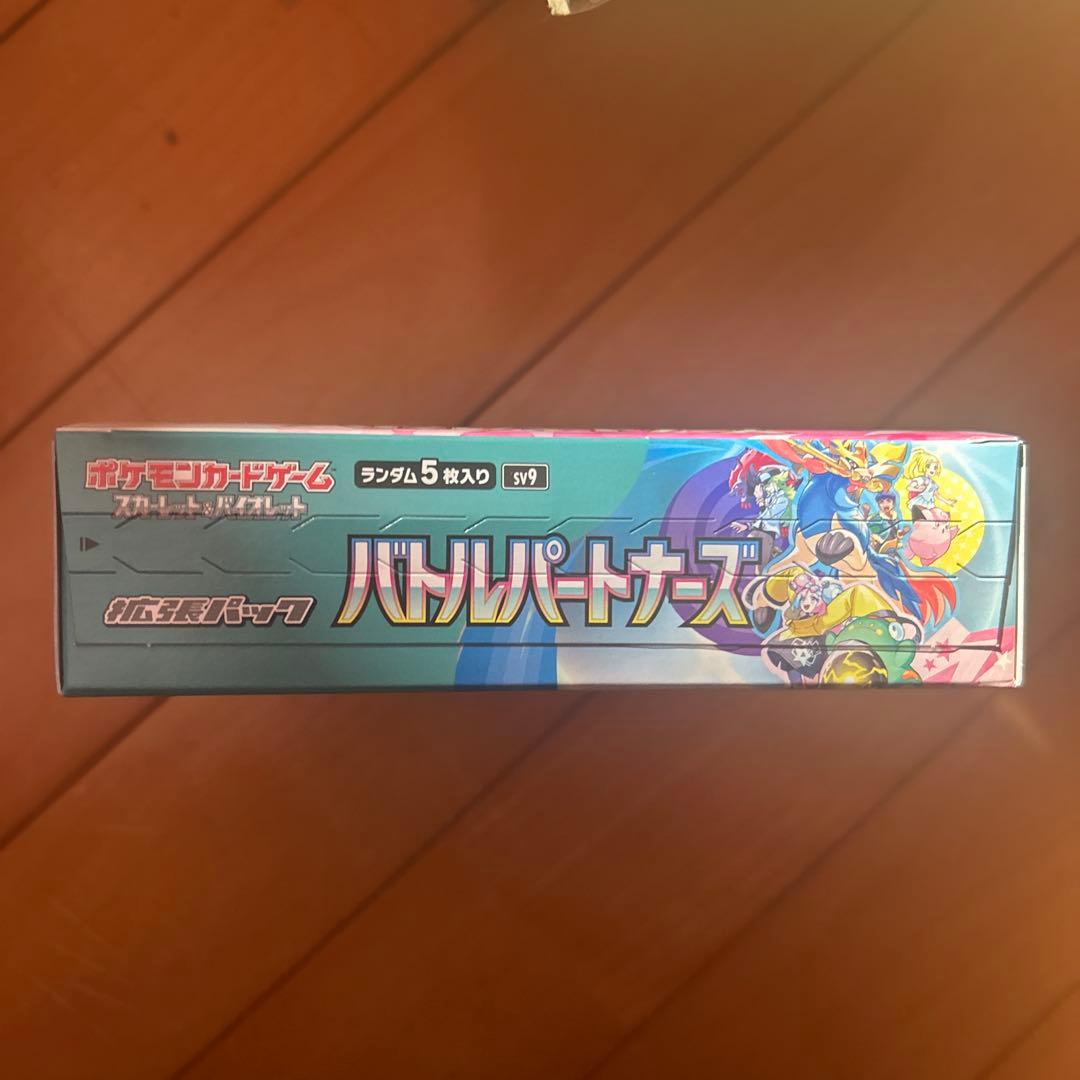 ポケモンカードゲーム
スカーレット&バイオレット
ランダム5枚入り
sv9
拡張パック
バトルパートナーズ